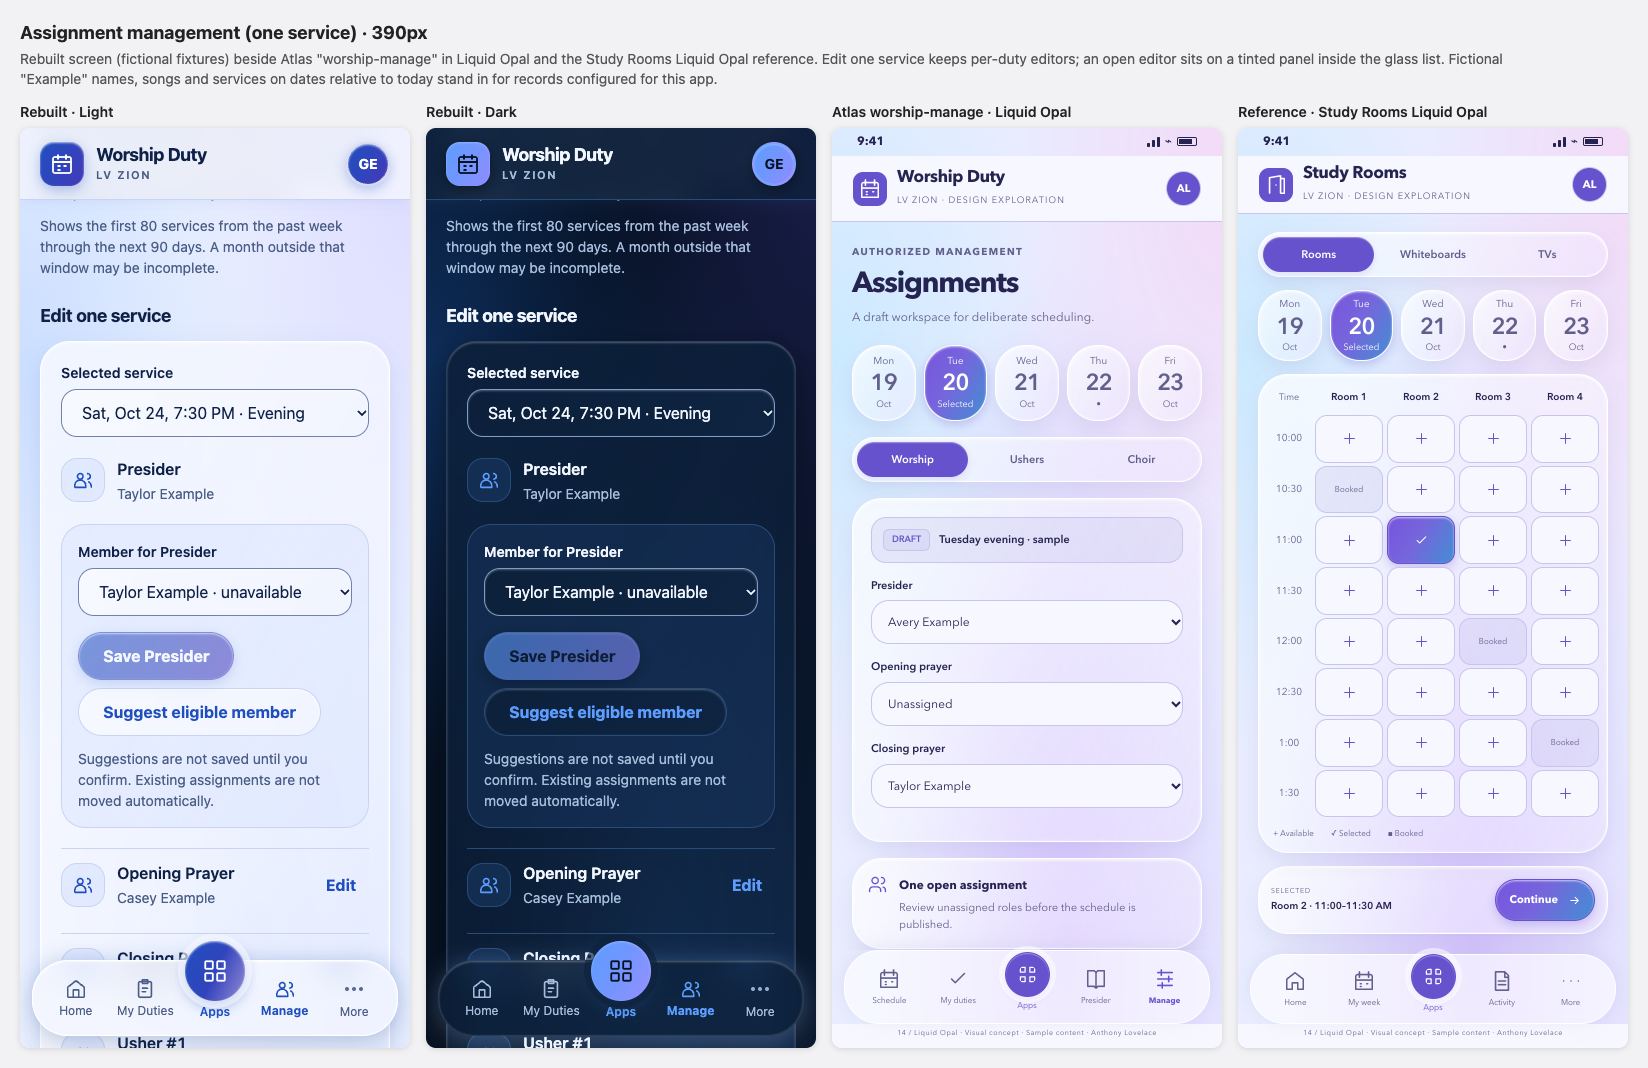 Assignment management (one service) · 390px
Rebuilt screen (fictional fixtures) beside Atlas "worship-manage" in Liquid Opal and the Study Rooms Liquid Opal reference. Edit one service keeps per-duty editors; an open editor sits on a tinted panel inside the glass list. Fictional
"Example" names, songs and services on dates relative to today stand in for records configured for this app.
Rebuilt · Light
Worship Duty
LV ZION
GE
Shows the first 80 services from the past week
through the next 90 days. A month outside that
window may be incomplete.
Edit one service
Selected service
Sat, Oct 24, 7:30 PM · Evening
Presider
Taylor Example
Member for Presider
Taylor Example · unavailable
Save Presider
Suggest eligible member
Suggestions are not saved until you
confirm. Existing assignments are not
moved automatically.
Opening Prayer
Casey Example
Edit
Closing P
Home
My Duties
Apps
Manage
More
Usher #1
Rebuilt · Dark
Worship Duty
LV ZION
GE
Shows the first 80 services from the past week
through the next 90 days. A month outside that
window may be incomplete.
Edit one service
Selected service
Sat, Oct 24, 7:30 PM · Evening
Presider
Taylor Example
Member for Presider
Taylor Example · unavailable
Save Presider
Suggest eligible member
Suggestions are not saved until you
confirm. Existing assignments are not
moved automatically.
Opening Prayer
Casey Example
Edit
Closing P
Home
My Duties
Apps
Manage
More
Usher #1
Atlas worship-manage · Liquid Opal
9:41
Worship Duty
LV ZION · DESIGN EXPLORATION
AL
AUTHORIZED MANAGEMENT
Assignments
A draft workspace for deliberate scheduling.
Mon Tue Wed Thu Fri
19 20 21 22 23
Oct Selected Oct • Oct
Worship Ushers Choir
DRAFT Tuesday evening · sample
Presider
Avery Example
Opening prayer
Unassigned
Closing prayer
Taylor Example
One open assignment
Review unassigned roles before the schedule is
published.
Schedule
My duties
Apps
Presider
Manage
14 / Liquid Opal · Visual concept · Sample content · Anthony Lovelace
Reference · Study Rooms Liquid Opal
9:41
Study Rooms
LV ZION · DESIGN EXPLORATION
AL
Rooms Whiteboards TVs
Mon Tue Wed Thu Fri
19 20 21 22 23
Oct Selected Oct • Oct
Time Room 1 Room 2 Room 3 Room 4
10:00 + + + +
10:30 Booked + + +
11:00 + ✓ + +
11:30 + + + +
12:00 + + Booked +
12:30 + + + +
1:00 + + + Booked
1:30 + + + +
+ Available ✓ Selected ■ Booked
SELECTED
Room 2 · 11:00–11:30 AM
Continue →
Home
My week
Apps
Activity
More
14 / Liquid Opal · Visual concept · Sample content · Anthony Lovelace